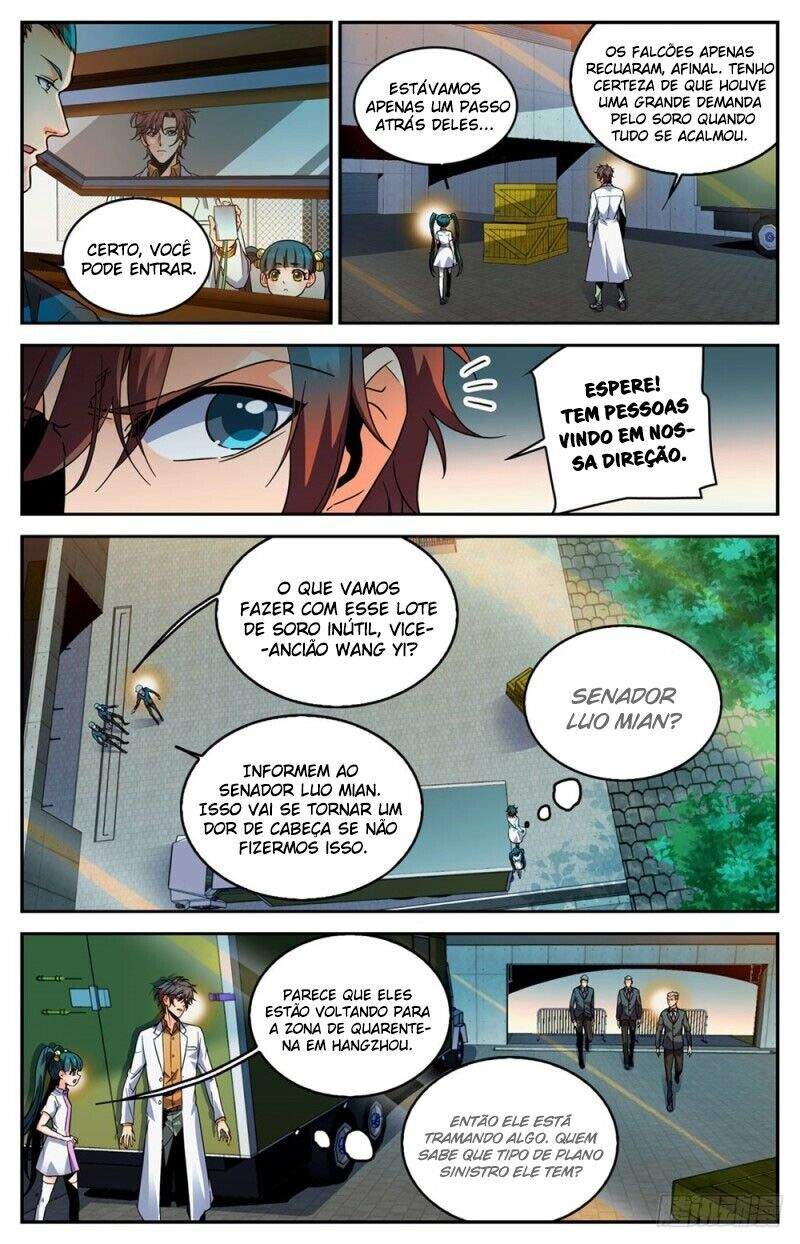 CERTO, VOCÊ
PODE ENTRAR.
ESTÁVAMOS
APENAS UM PASSO
ATRÁS DELES...
OS FALCÕES APENAS
RECUARAM, AFINAL. TENHO
CERTEZA DE QUE HOUVE
UMA GRANDE DEMANDA
PELO SORO QUANDO
TUDO SE ACALMOU.
ESPERE!
TEM PESSOAS
VINDO EM NOS-
SA DIREÇÃO.
O QUE VAMOS
FAZER COM ESSE LOTE
DE SORO INÚTIL, VICE-
-ANCIÃO WANG YI?
SENADOR
LUO MIAN?
INFORMEM AO
SENADOR LUO MIAN.
ISSO VAI SE TORNAR UM
DOR DE CABEÇA SE NÃO
FIZERMOS ISSO.
PARECE QUE ELES
ESTÃO VOLTANDO PARA
A ZONA DE QUARENTE-
NA EM HANGZHOU.
ENTÃO ELE ESTÁ
TRAMANDO ALGO. QUEM
SABE QUE TIPO DE PLANO
SINISTRO ELE TEM?